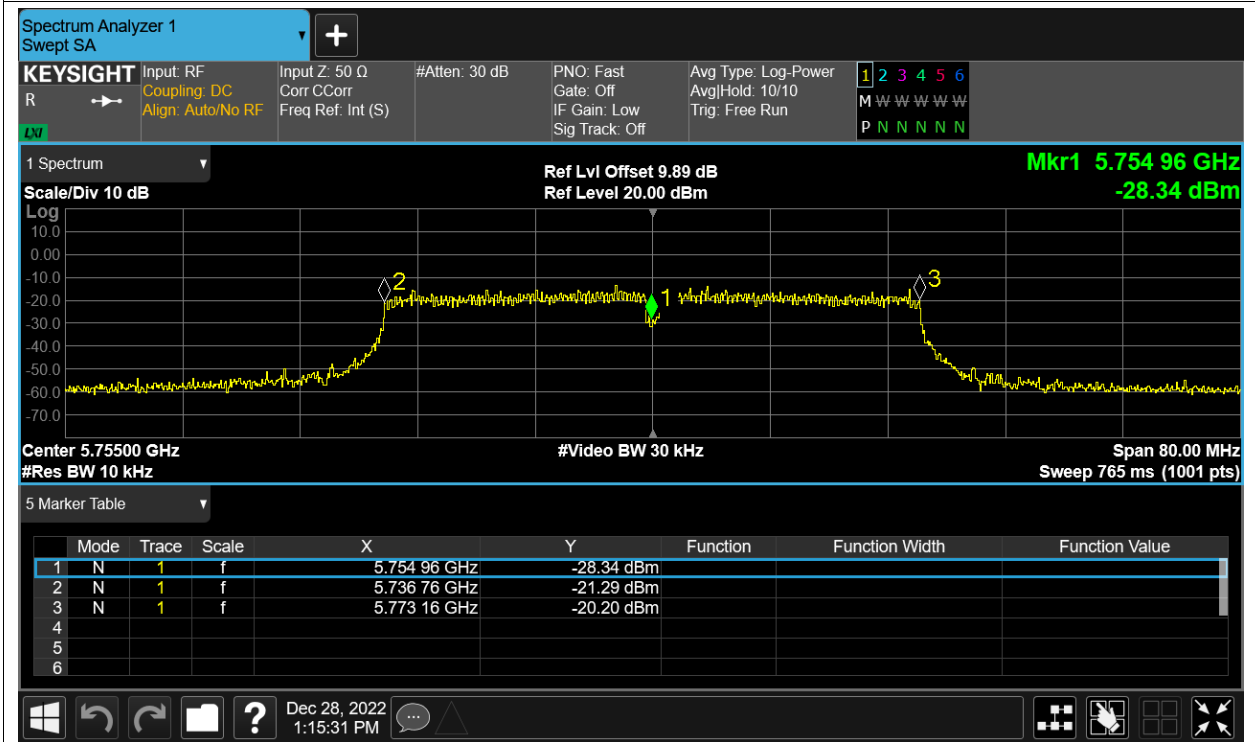 Spectrum Analyzer 1
Swept SA
KEYSIGHT
R
LXI
Input: RF
Coupling: DC
Align: Auto/No RF
Input Z: 50 Ω
Corr CCorr
Freq Ref: Int (S)
#Atten: 30 dB
PNO: Fast
Gate: Off
IF Gain: Low
Sig Track: Off
Avg Type: Log-Power
Avg|Hold: 10/10
Trig: Free Run
1 2 3 4 5 6
M W W W W W
P N N N N N
1 Spectrum
Scale/Div 10 dB
Ref Lvl Offset 9.89 dB
Ref Level 20.00 dBm
Mkr1 5.754 96 GHz
-28.34 dBm
Log
10.0
0.00
-10.0
-20.0
-30.0
-40.0
-50.0
-60.0
-70.0
2
1
3
Center 5.75500 GHz
#Video BW 30 kHz
Span 80.00 MHz
#Res BW 10 kHz
Sweep 765 ms (1001 pts)
5 Marker Table
Mode Trace Scale X Y Function Function Width Function Value
1 N 1 f 5.754 96 GHz -28.34 dBm
2 N 1 f 5.736 76 GHz -21.29 dBm
3 N 1 f 5.773 16 GHz -20.20 dBm
4
5
6
?
Dec 28, 2022
1:15:31 PM